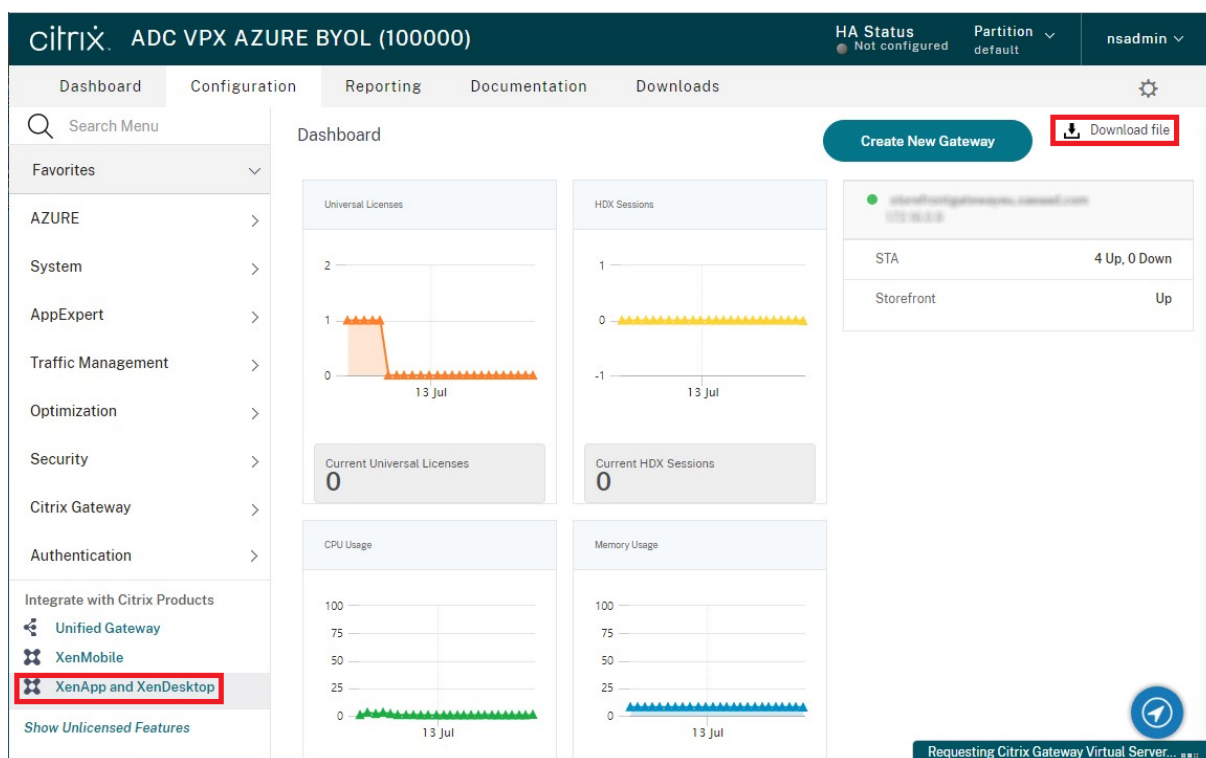 citrix. ADC VPX AZURE BYOL (100000)
HA Status
Not configured
Partition
default
nsadmin
Dashboard Configuration Reporting Documentation Downloads
Search Menu
Favorites
AZURE
System
AppExpert
Traffic Management
Optimization
Security
Citrix Gateway
Authentication
Integrate with Citrix Products
Unified Gateway
XenMobile
XenApp and XenDesktop
Show Unlicensed Features
Dashboard
Create New Gateway
Download file
Universal Licenses
2
1
0
13 Jul
Current Universal Licenses
0
HDX Sessions
1
0
-1
13 Jul
Current HDX Sessions
0
STA 4 Up, 0 Down
Storefront Up
CPU Usage
100
75
50
25
0
13 Jul
Memory Usage
100
75
50
25
0
13 Jul
Requesting Citrix Gateway Virtual Server...